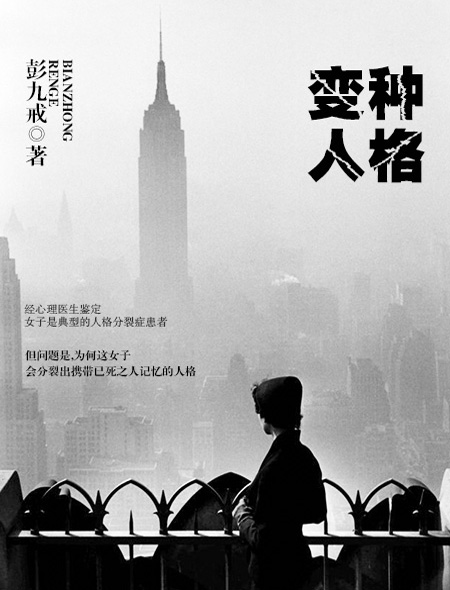 变种
人格
彭九戒◎著
BIANZHONG
RENGE
经心理医生鉴定
女子是典型的人格分裂症患者
但问题是,为何这女子
会分裂出携带已死之人记忆的人格